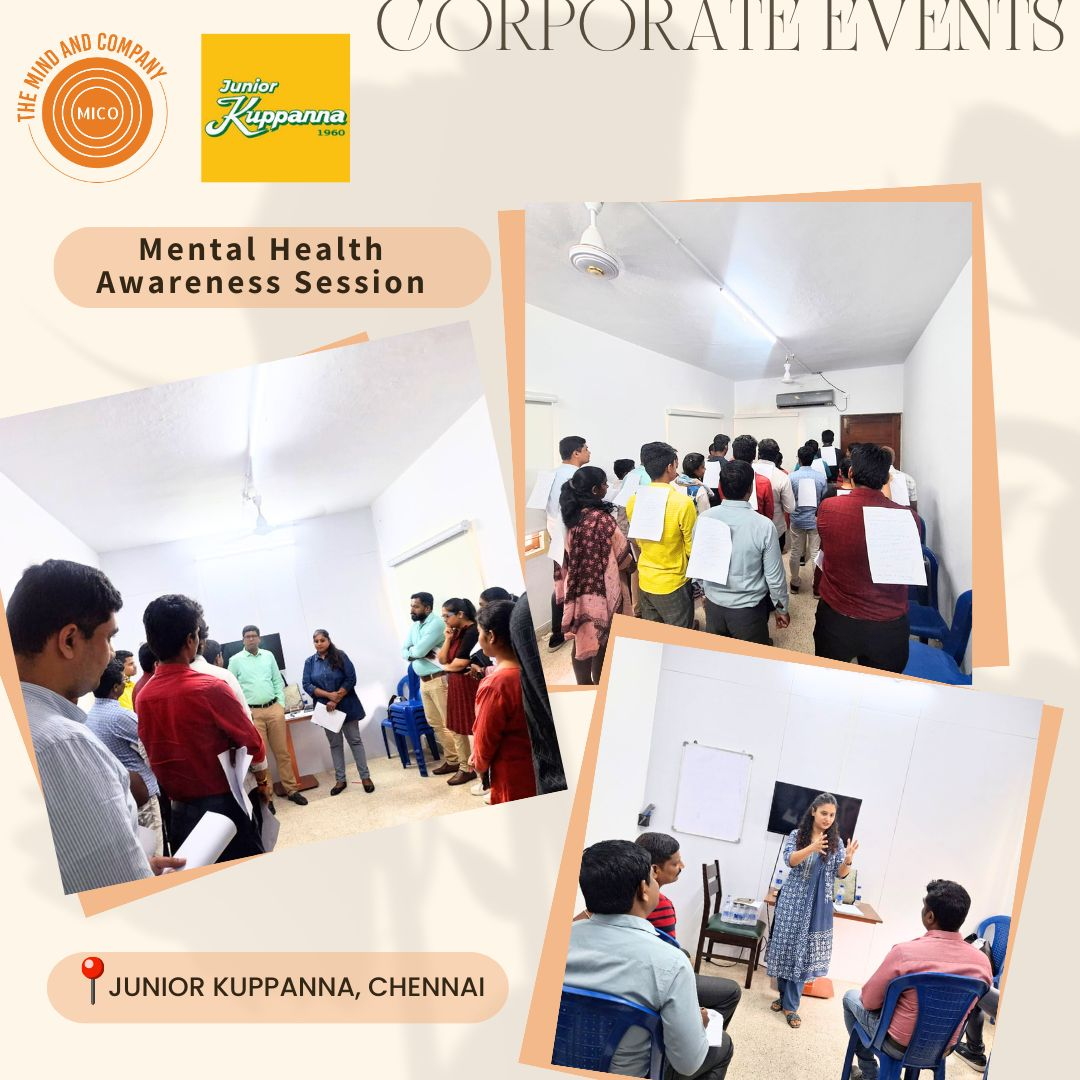 CORPORATE EVENTS
THE MIND AND COMPANY
MICO
Junior
Kuppanna
1960
Mental Health
Awareness Session
JUNIOR KUPPANNA, CHENNAI